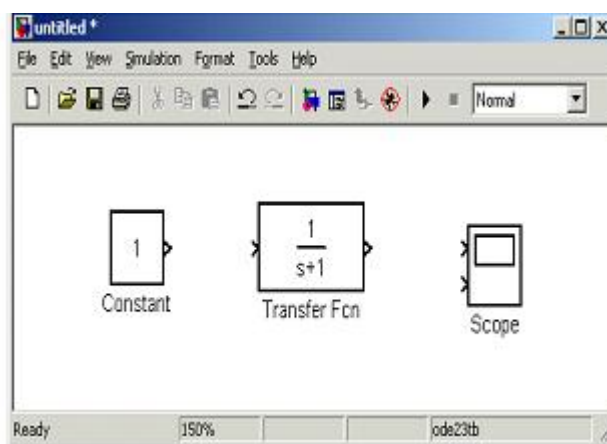 untitled *
File Edit View Simulation Format Tools Help
Normal
1
Constant
1
s+1
Transfer Fcn
Scope
Ready 150% ode23tb